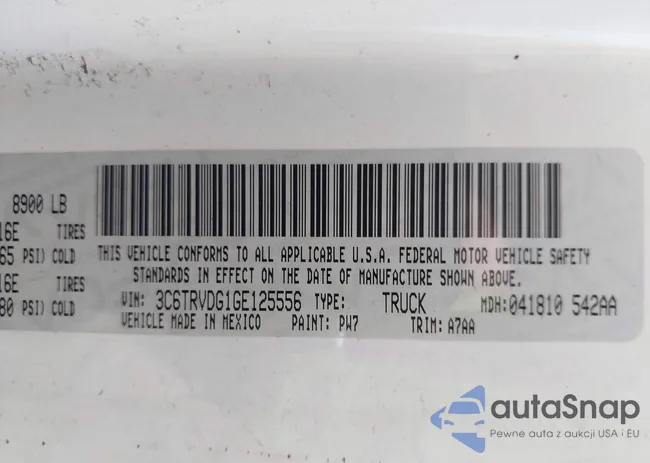 8900 LB
16E TIRES
65 PSI) COLD
16E TIRES
80 PSI) COLD
THIS VEHICLE CONFORMS TO ALL APPLICABLE U.S.A. FEDERAL MOTOR VEHICLE SAFETY
STANDARDS IN EFFECT ON THE DATE OF MANUFACTURE SHOWN ABOVE.
VIN: 3C6TRVDG1GE125556 TYPE: TRUCK MDH:041810 542AA
VEHICLE MADE IN MEXICO PAINT: PW7 TRIM: A7AA
autaSnap
Pewne auta z aukcji USA i EU